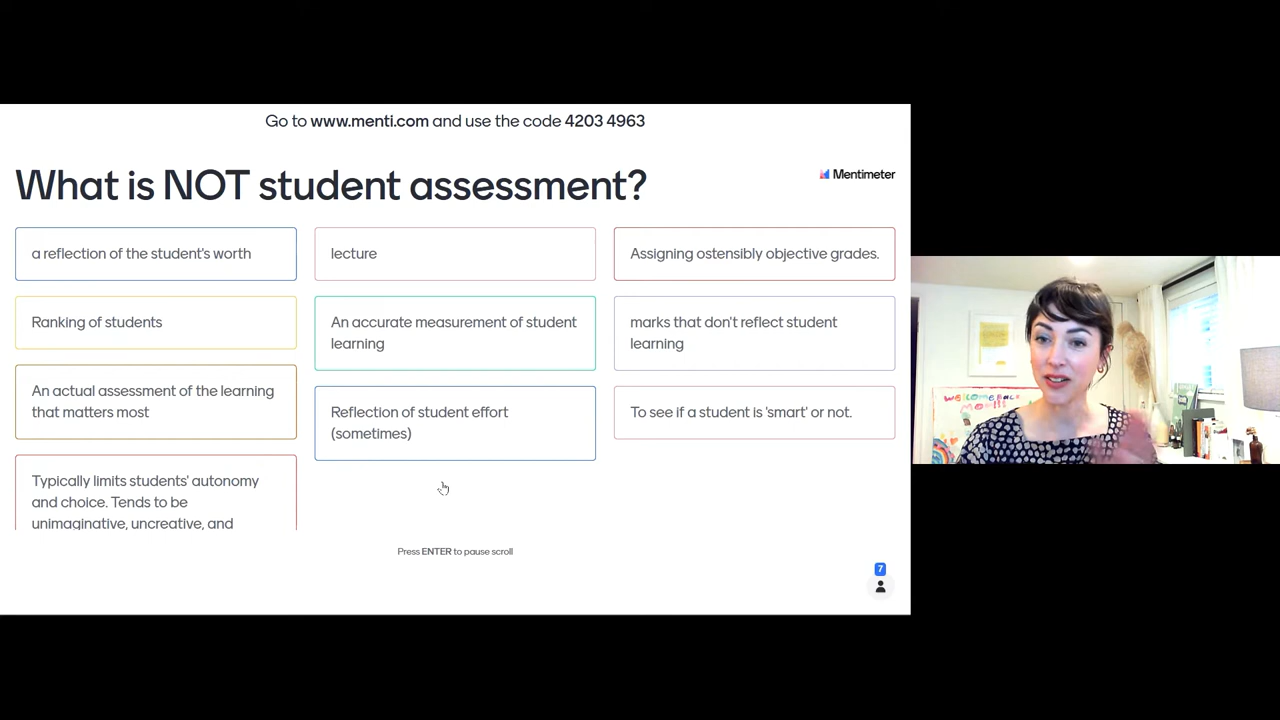 Go to www.menti.com and use the code 4203 4963
What is NOT student assessment?
Mentimeter
a reflection of the student's worth
Ranking of students
An actual assessment of the learning
that matters most
Typically limits students' autonomy
and choice. Tends to be
unimaginative, uncreative, and
lecture
An accurate measurement of student
learning
Reflection of student effort
(sometimes)
Assigning ostensibly objective grades.
marks that don't reflect student
learning
To see if a student is 'smart' or not.
Press ENTER to pause scroll
7
WELCOME BACK
MOM!!!